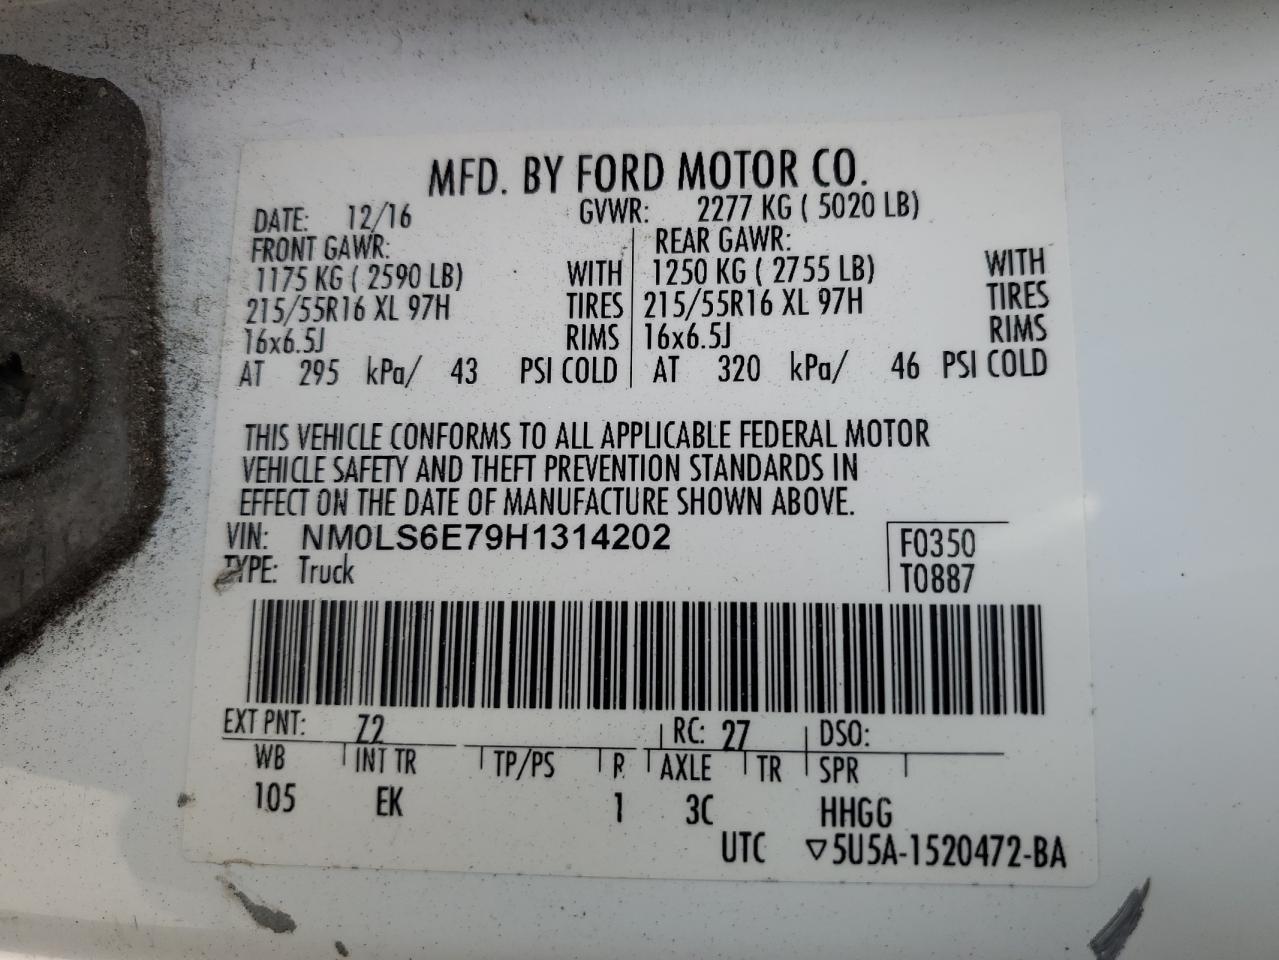 MFD. BY FORD MOTOR CO.
DATE: 12/16 GVWR: 2277 KG ( 5020 LB)
FRONT GAWR: REAR GAWR:
1175 KG ( 2590 LB) WITH 1250 KG ( 2755 LB) WITH
215/55R16 XL 97H TIRES 215/55R16 XL 97H TIRES
16x6.5J RIMS 16x6.5J RIMS
AT 295 kPa/ 43 PSI COLD AT 320 kPa/ 46 PSI COLD
THIS VEHICLE CONFORMS TO ALL APPLICABLE FEDERAL MOTOR
VEHICLE SAFETY AND THEFT PREVENTION STANDARDS IN
EFFECT ON THE DATE OF MANUFACTURE SHOWN ABOVE.
VIN: NM0LS6E79H1314202 F0350
TYPE: Truck T0887
EXT PNT: Z2 RC: 27 DSO:
WB INT TR TP/PS R AXLE TR SPR
105 EK 1 3C HHGG
UTC ▽5U5A-1520472-BA